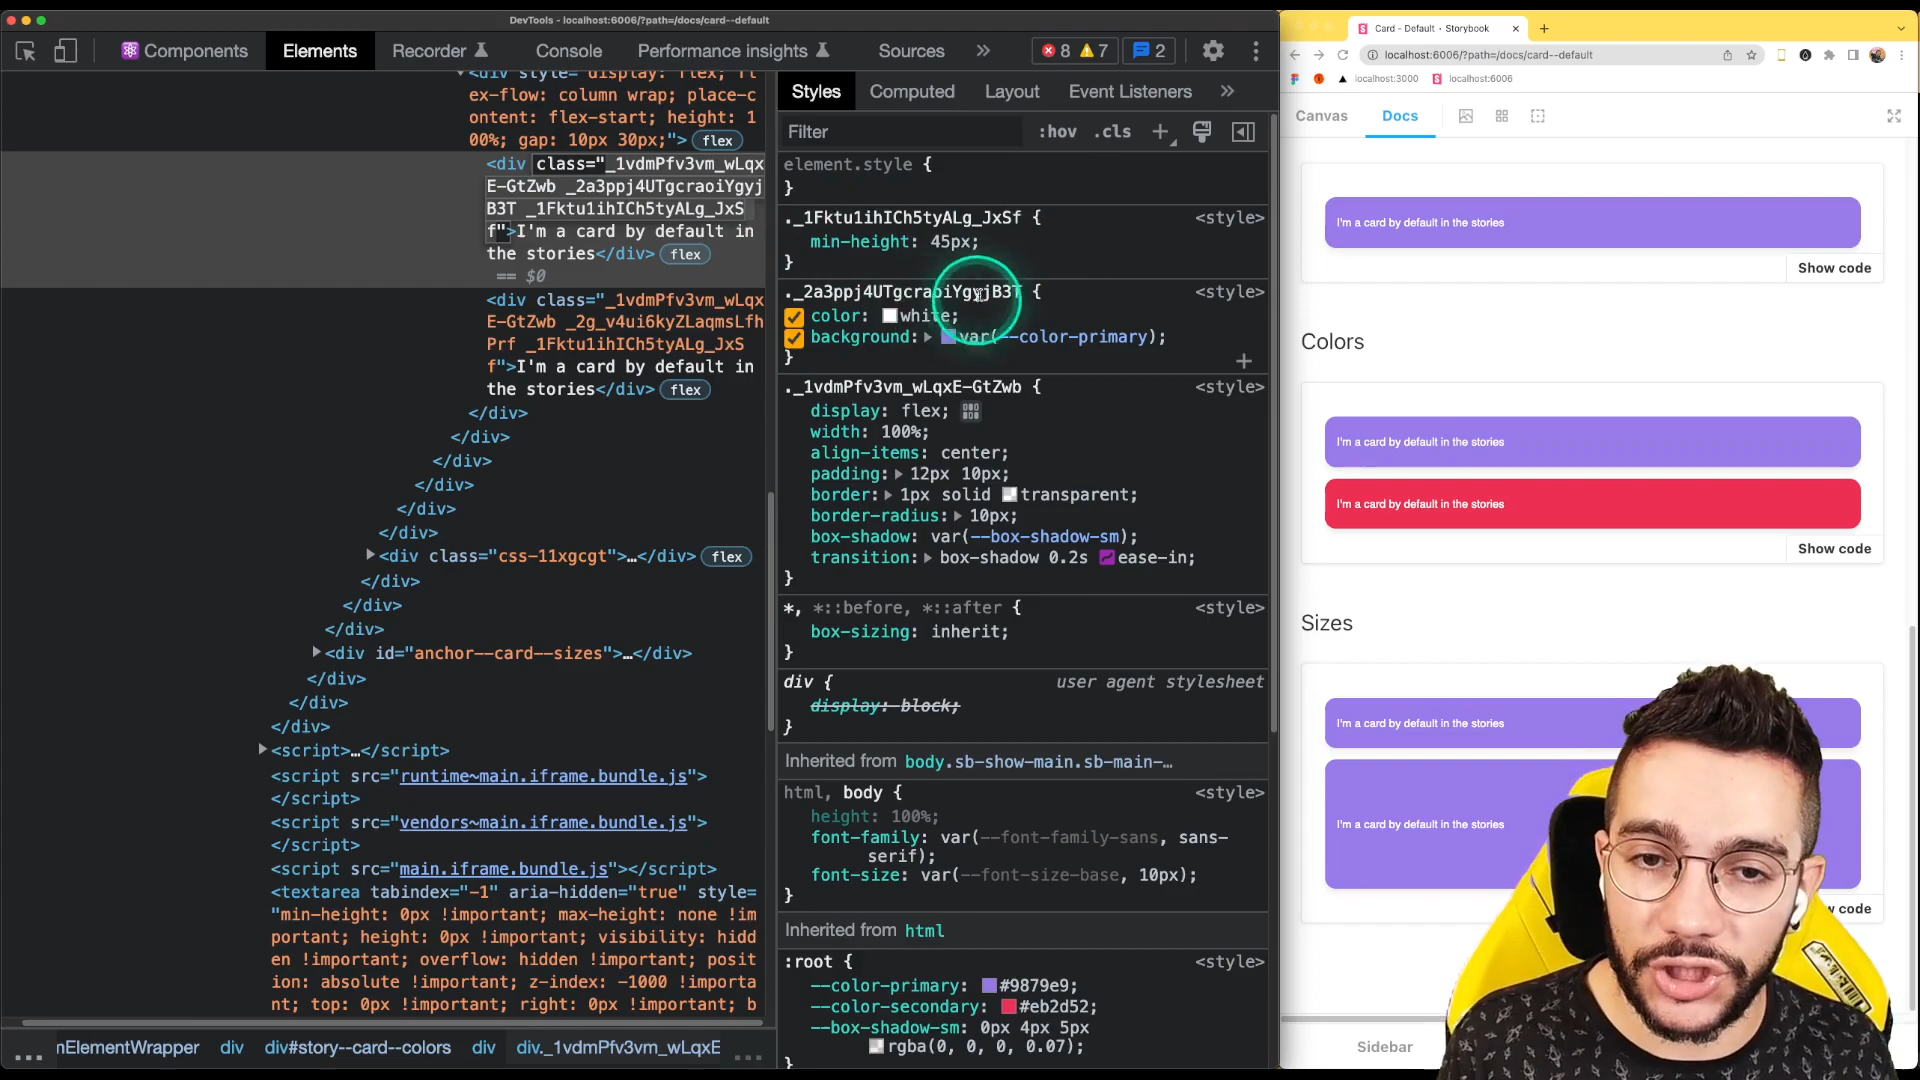 DevTools - localhost:6006/?path=/docs/card--default
Components Elements Recorder Console Performance insights Sources » 8 7 2
<div style="display: flex; fl
ex-flow: column wrap; place-c
ontent: flex-start; height: 1
00%; gap: 10px 30px;"> flex
<div class="_1vdmPfv3vm_wLqx
E-GtZwb _2a3ppj4UTgcraoiYgyj
B3T _1Fktu1ihICh5tyALg_JxS
f">I'm a card by default in
the stories</div> flex
== $0
<div class="_1vdmPfv3vm_wLqx
E-GtZwb _2g_v4ui6kyZLaqmsLfh
Prf _1Fktu1ihICh5tyALg_JxS
f">I'm a card by default in
the stories</div> flex
</div>
</div>
</div>
</div>
</div>
</div>
<div class="css-11xgcgt">…</div> flex
</div>
</div>
</div>
<div id="anchor--card--sizes">…</div>
</div>
</div>
</div>
<script>…</script>
<script src="runtime~main.iframe.bundle.js">
</script>
<script src="vendors~main.iframe.bundle.js">
</script>
<script src="main.iframe.bundle.js"></script>
<textarea tabindex="-1" aria-hidden="true" style=
"min-height: 0px !important; max-height: none !im
portant; height: 0px !important; visibility: hidd
en !important; overflow: hidden !important; posit
ion: absolute !important; z-index: -1000 !importa
nt; top: 0px !important; right: 0px !important; b
... nElementWrapper div div#story--card--colors div div._1vdmPfv3vm_wLqxE ...
Styles Computed Layout Event Listeners »
Filter :hov .cls +
element.style {
}
._1Fktu1ihICh5tyALg_JxSf { <style>
min-height: 45px;
}
._2a3ppj4UTgcraoiYgyjB3T { <style>
color: white;
background: var(--color-primary);
} +
._1vdmPfv3vm_wLqxE-GtZwb { <style>
display: flex;
width: 100%;
align-items: center;
padding: 12px 10px;
border: 1px solid transparent;
border-radius: 10px;
box-shadow: var(--box-shadow-sm);
transition: box-shadow 0.2s ease-in;
}
*, *::before, *::after { <style>
box-sizing: inherit;
}
div { user agent stylesheet
display: block;
}
Inherited from body.sb-show-main.sb-main-…
html, body { <style>
height: 100%;
font-family: var(--font-family-sans, sans-
serif);
font-size: var(--font-size-base, 10px);
}
Inherited from html
:root { <style>
--color-primary: #9879e9;
--color-secondary: #eb2d52;
--box-shadow-sm: 0px 4px 5px
rgba(0, 0, 0, 0.07);
}
Card - Default · Storybook × +
localhost:6006/?path=/docs/card--default
localhost:3000 localhost:6006
Canvas Docs
I'm a card by default in the stories
Show code
Colors
I'm a card by default in the stories
I'm a card by default in the stories
Show code
Sizes
I'm a card by default in the stories
I'm a card by default in the stories
code
Sidebar